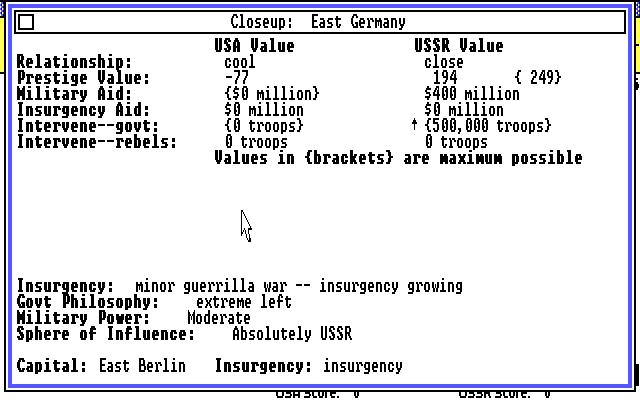 Closeup: East Germany
USA Value USSR Value
Relationship: cool close
Prestige Value: -77 194 { 249}
Military Aid: {$0 million} $400 million
Insurgency Aid: $0 million $0 million
Intervene--govt: {0 troops} ↑ {500,000 troops}
Intervene--rebels: 0 troops 0 troops
Values in {brackets} are maximum possible
Insurgency: minor guerrilla war -- insurgency growing
Govt Philosophy: extreme left
Military Power: Moderate
Sphere of Influence: Absolutely USSR
Capital: East Berlin Insurgency: insurgency
USA Score: 0 USSR Score: 0